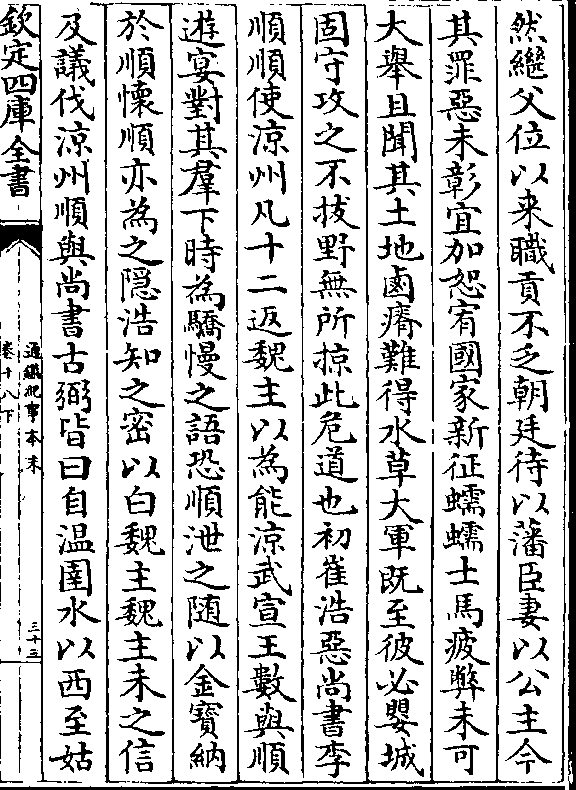 然繼父位以来職貢不乏朝廷待以藩臣妻以公主今
其罪惡未彰宜加恕宥國家新征蠕蠕士馬疲弊未可
大舉且聞其土地鹵瘠難得水草大軍既至彼必嬰城
固守攻之不拔野無所掠此危道也初崔浩惡尚書李
順順使涼州凡十二返魏主以為能涼武宣王數與順
遊宴對其羣下時為驕慢之語恐順泄之随以金寳納
於順懷順亦為之隠浩知之密以白魏主魏主未之信
及議伐涼州順與尚書古弼皆曰自温圉水以西至姑
欽定四庫全書
通鑑紀事本末
卷十八下
三十三